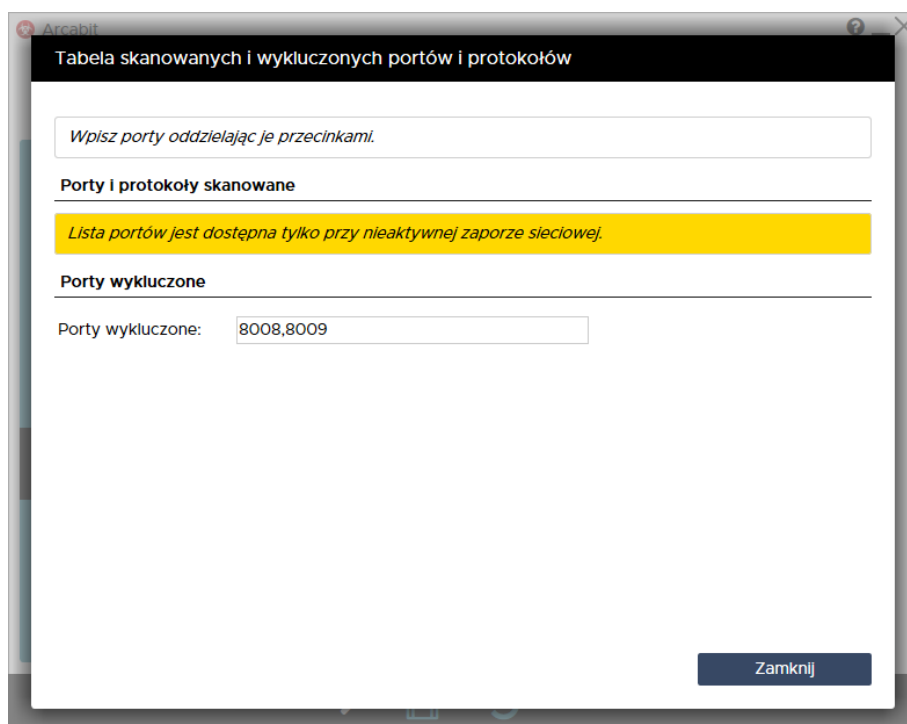 Arcabit
Tabela skanowanych i wykluczonych portów i protokołów
Wpisz porty oddzielając je przecinkami.
Porty i protokoły skanowane
Lista portów jest dostępna tylko przy nieaktywnej zaporze sieciowej.
Porty wykluczone
Porty wykluczone: 8008,8009
Zamknij